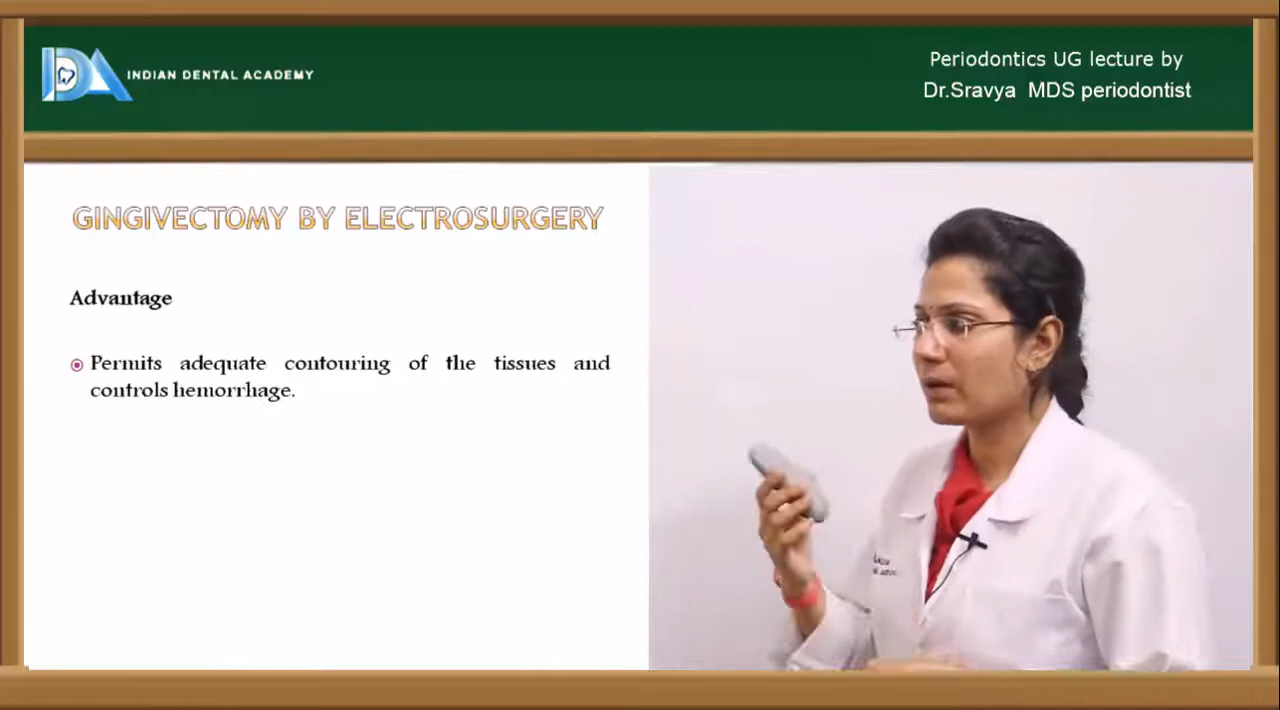 INDIAN DENTAL ACADEMY
Periodontics UG lecture by
Dr.Sravya MDS periodontist
GINGIVECTOMY BY ELECTROSURGERY
Advantage
Permits adequate contouring of the tissues and
controls hemorrhage.